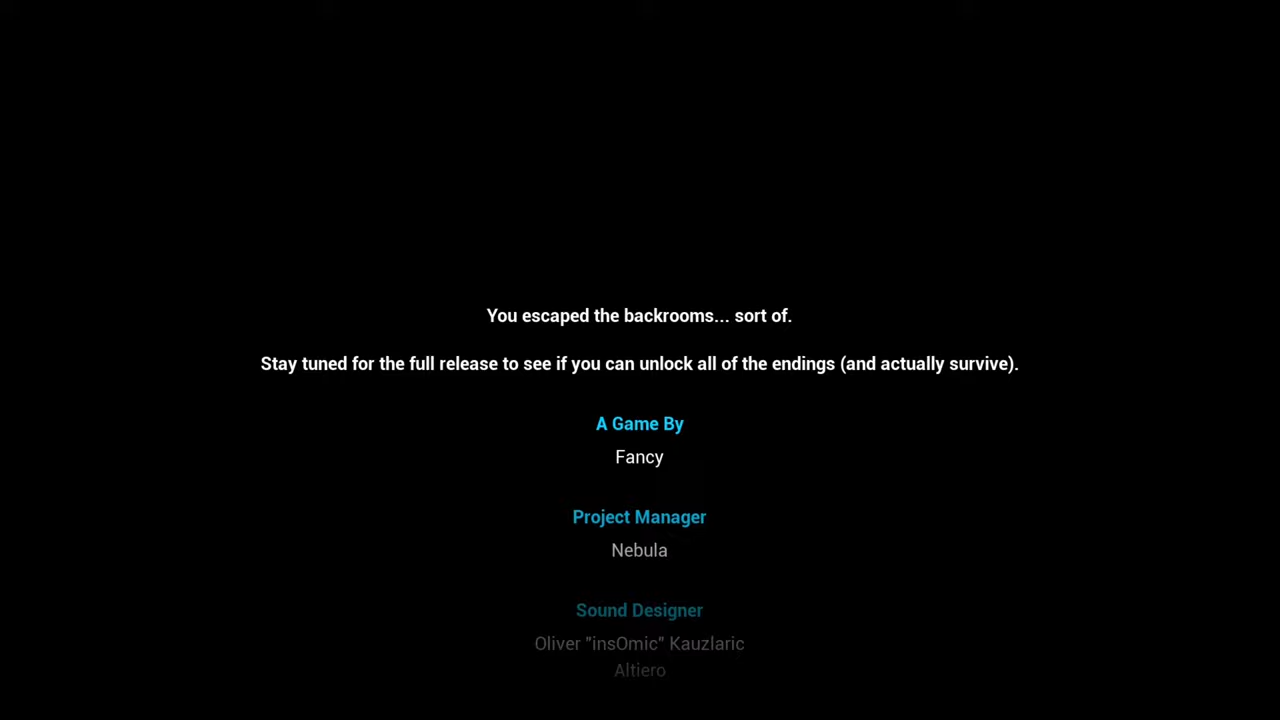 You escaped the backrooms... sort of.
Stay tuned for the full release to see if you can unlock all of the endings (and actually survive).
A Game By
Fancy
Project Manager
Nebula
Sound Designer
Oliver "insOmic" Kauzlaric
Altiero